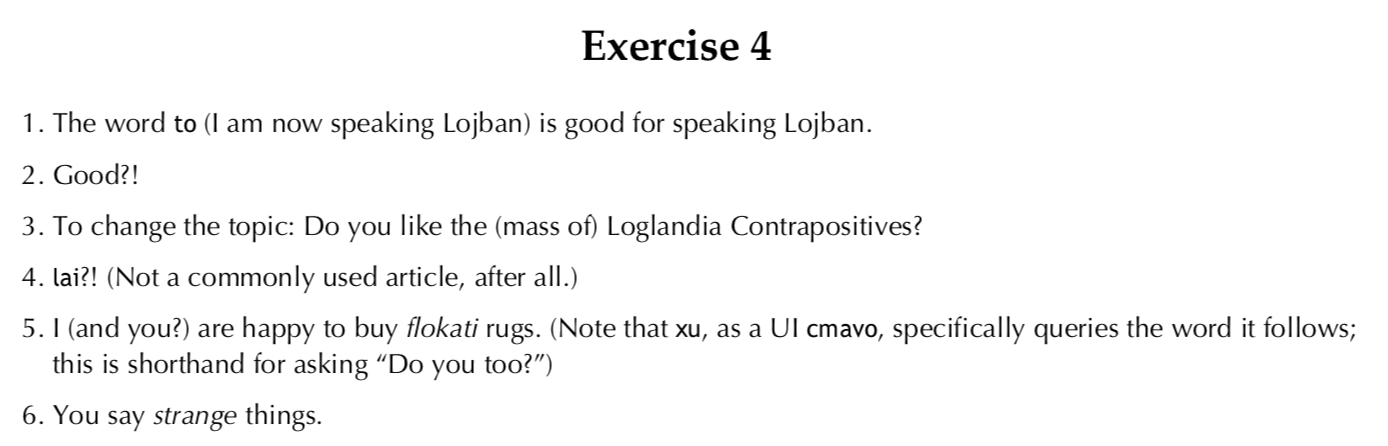 Exercise 4
1. The word to (I am now speaking Lojban) is good for speaking Lojban.
2. Good?!
3. To change the topic: Do you like the (mass of) Loglandia Contrapositives?
4. lai?! (Not a commonly used article, after all.)
5. I (and you?) are happy to buy flokati rugs. (Note that xu, as a UI cmavo, specifically queries the word it follows;
this is shorthand for asking “Do you too?”)
6. You say strange things.